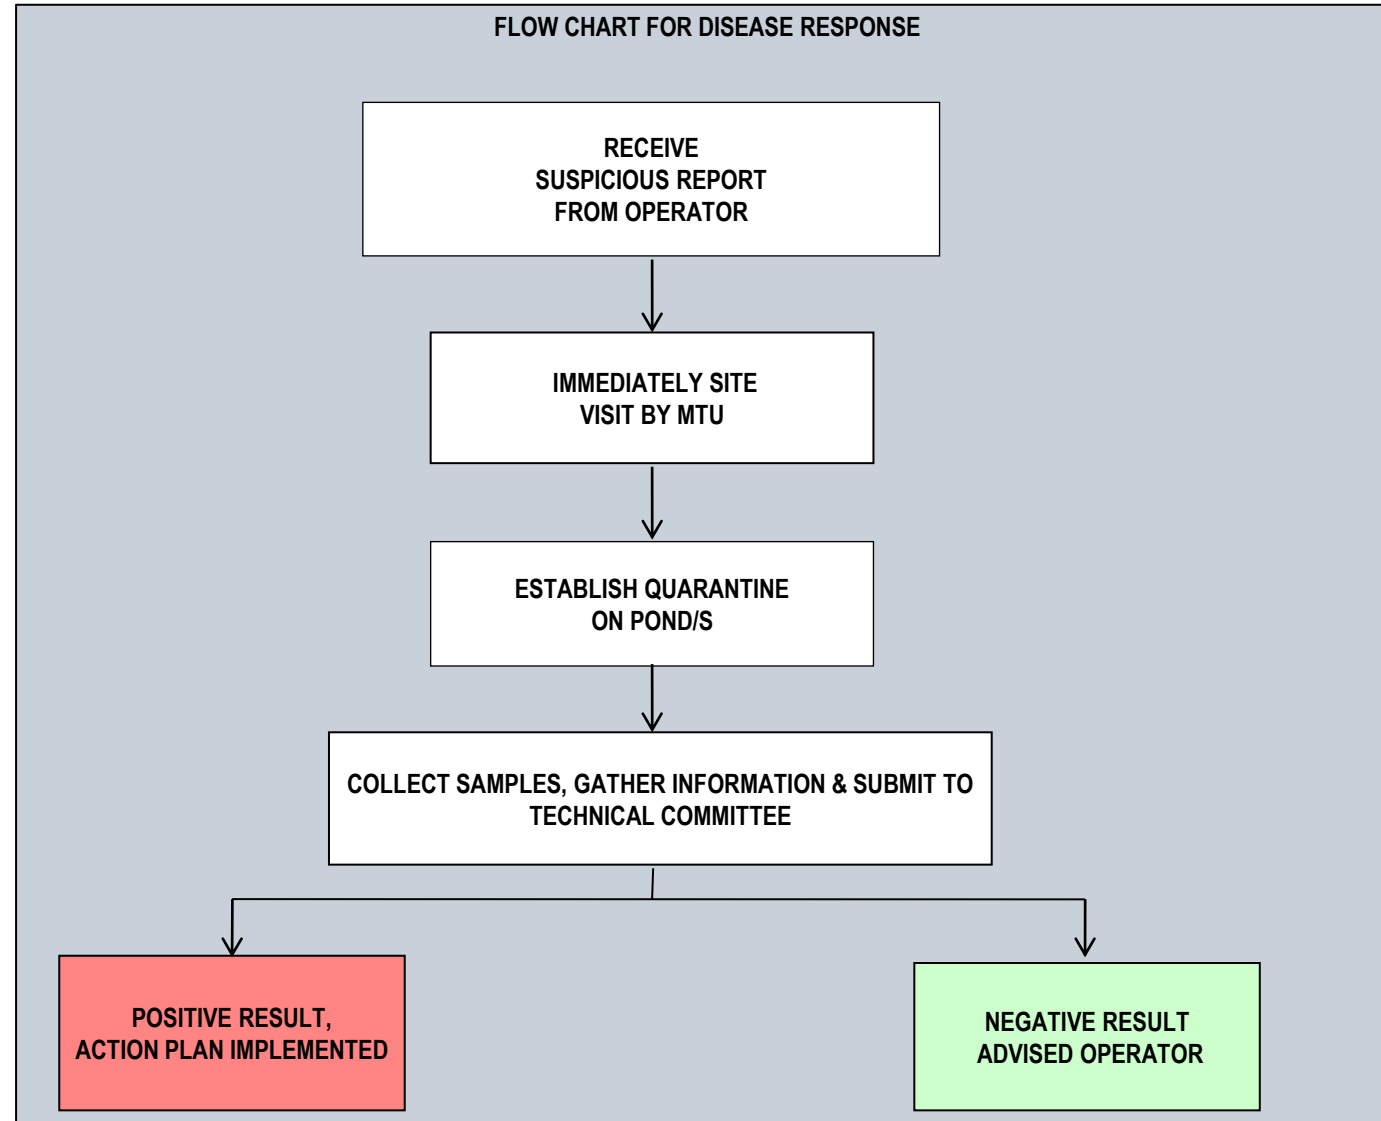 FLOW CHART FOR DISEASE RESPONSE
RECEIVE
SUSPICIOUS REPORT
FROM OPERATOR
IMMEDIATELY SITE
VISIT BY MTU
ESTABLISH QUARANTINE
ON POND/S
COLLECT SAMPLES, GATHER INFORMATION & SUBMIT TO
TECHNICAL COMMITTEE
POSITIVE RESULT,
ACTION PLAN IMPLEMENTED
NEGATIVE RESULT
ADVISED OPERATOR